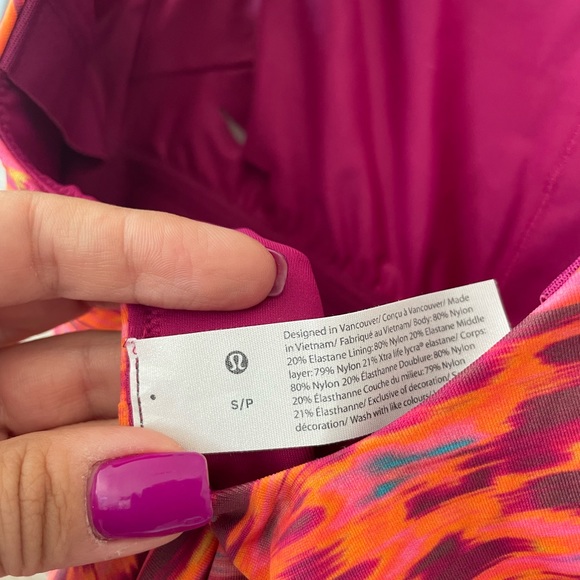 Designed in Vancouver/ Conçu à Vancouver/ Made
in Vietnam/ Fabriqué au Vietnam/ Body: 80% Nylon
20% Elastane Lining: 80% Nylon 20% Elastane Middle
layer: 79% Nylon 21% Xtra life lycra® elastane/ Corps:
80% Nylon 20% Élasthanne Doublure: 80% Nylon
20% Élasthanne Couche du milieu: 79% Nylon
21% Élasthanne/ Exclusive of decoration/
décoration/ Wash with like colours/
S/P